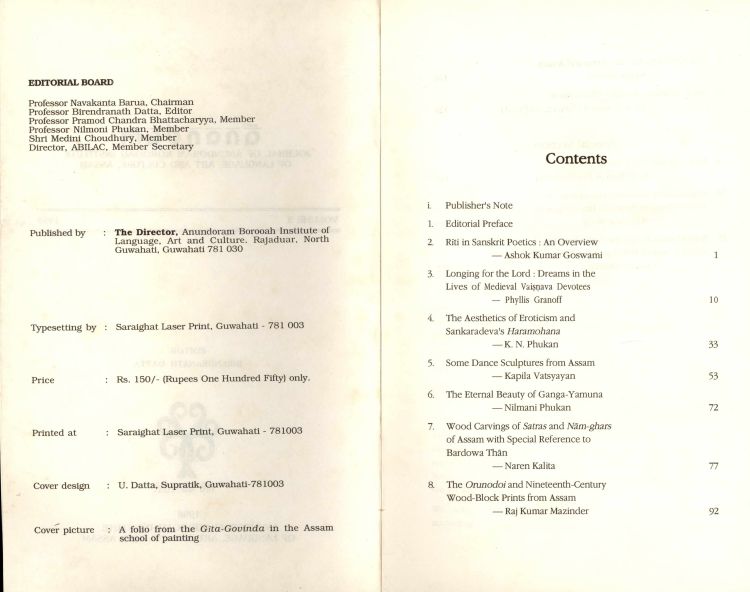 EDITORIAL BOARD
Professor Navakanta Barua, Chairman
Professor Birendranath Datta, Editor
Professor Pramod Chandra Bhattacharyya, Member
Professor Nilmoni Phukan, Member
Shri Medini Choudhury, Member
Director, ABILAC, Member Secretary
Published by : The Director, Anundoram Borooah Institute of
Language, Art and Culture. Rajaduar, North
Guwahati, Guwahati 781 030
Typesetting by : Saraighat Laser Print, Guwahati - 781 003
Price : Rs. 150/- (Rupees One Hundred Fifty) only.
Printed at : Saraighat Laser Print, Guwahati - 781003
Cover design : U. Datta, Supratik, Guwahati-781003
Cover picture : A folio from the Gita-Govinda in the Assam
school of painting
Contents
i. Publisher's Note
1. Editorial Preface
2. Riti in Sanskrit Poetics : An Overview
— Ashok Kumar Goswami 1
3. Longing for the Lord : Dreams in the
Lives of Medieval Vaiṣṇava Devotees
— Phyllis Granoff 10
4. The Aesthetics of Eroticism and
Sankaradeva's Haramohana
— K. N. Phukan 33
5. Some Dance Sculptures from Assam
— Kapila Vatsyayan 53
6. The Eternal Beauty of Ganga-Yamuna
— Nilmani Phukan 72
7. Wood Carvings of Satras and Nām-ghars
of Assam with Special Reference to
Bardowa Thān
— Naren Kalita 77
8. The Orunodoi and Nineteenth-Century
Wood-Block Prints from Assam
— Raj Kumar Mazinder 92